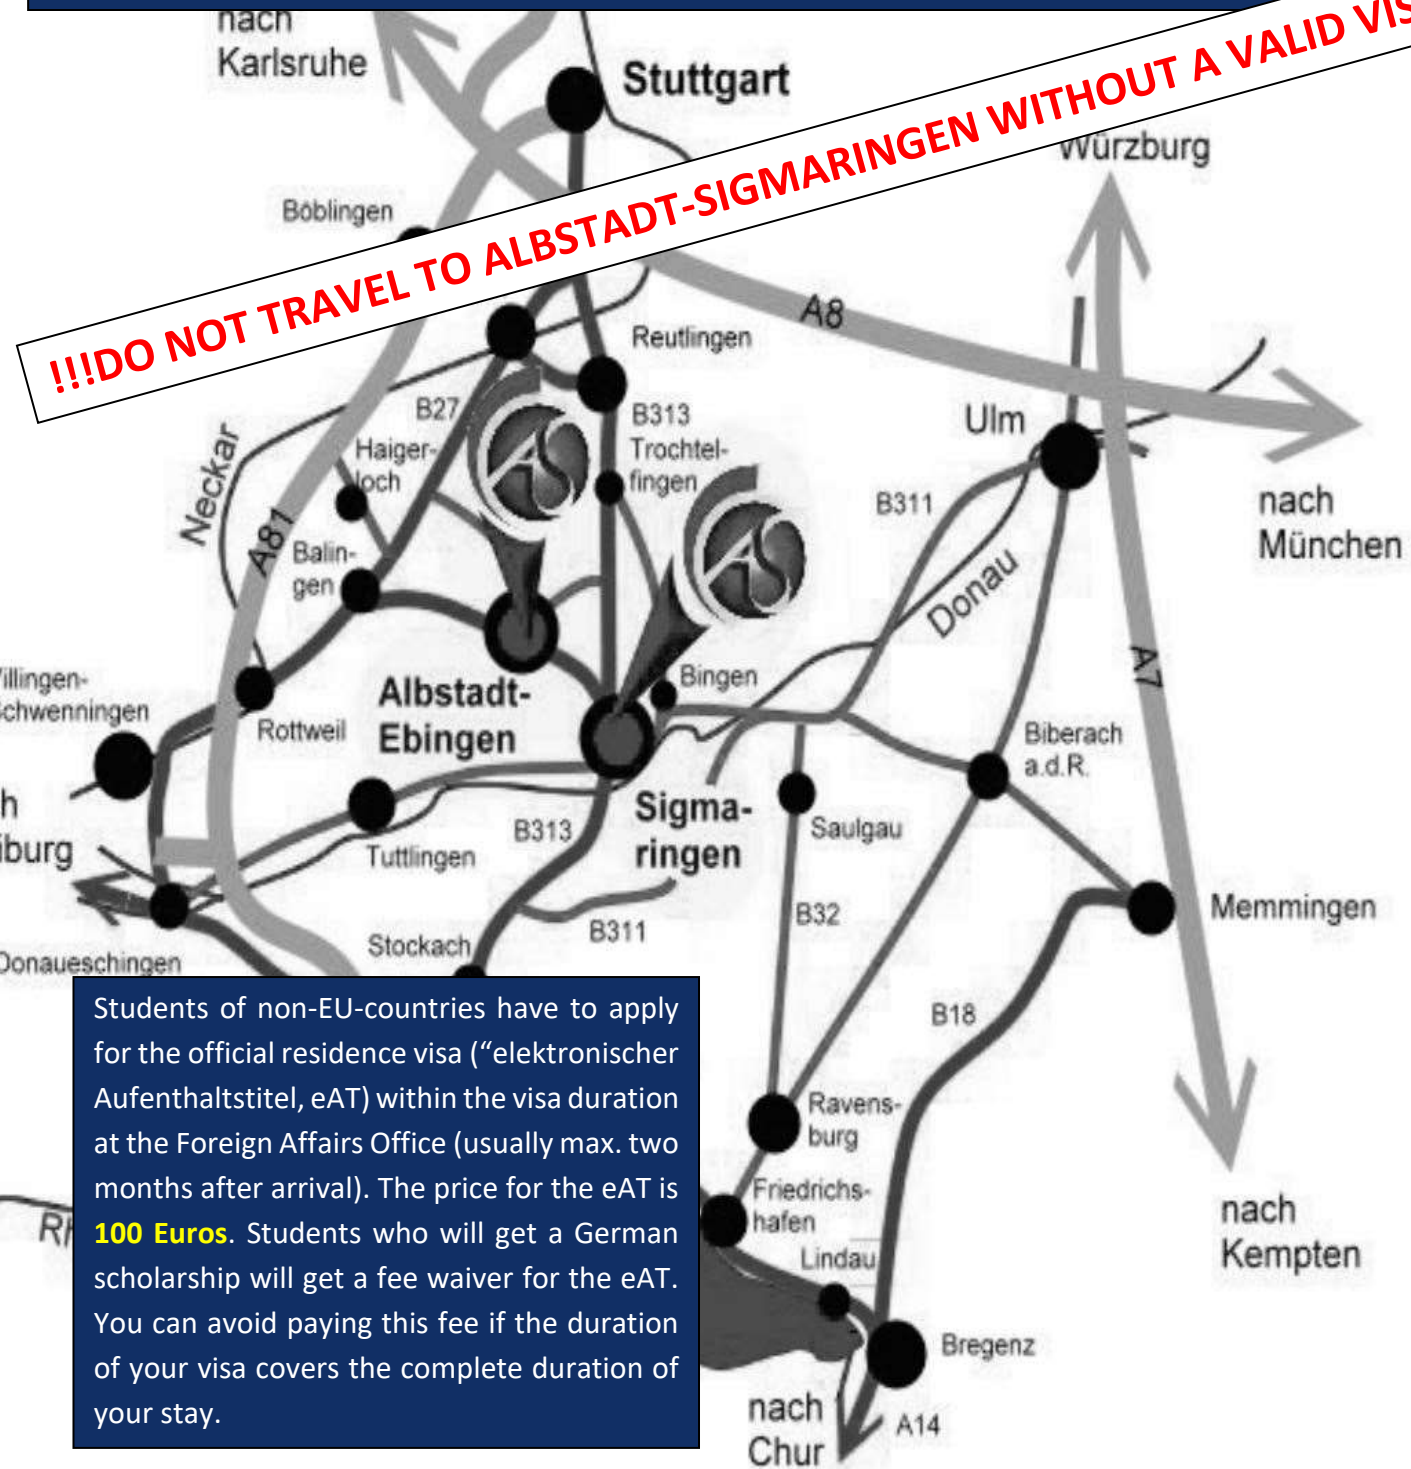 nach
Karlsruhe
Stuttgart
!!!DO NOT TRAVEL TO ALBSTADT-SIGMARINGEN WITHOUT A VALID VIS
Würzburg
Böblingen
A8
Reutlingen
B27
B313
Ulm
Neckar
Haiger-
loch
Trochtel-
fingen
B311
nach
München
A81
Balin-
gen
Donau
A7
illingen-
chwenningen
Albstadt-
Ebingen
Bingen
Rottweil
Biberach
a.d.R.
h
iburg
Sigma-
ringen
B313
Saulgau
Tuttlingen
B32
Memmingen
B311
Stockach
Donaueschingen
B18
Students of non-EU-countries have to apply
for the official residence visa (“elektronischer
Aufenthaltstitel, eAT) within the visa duration
at the Foreign Affairs Office (usually max. two
months after arrival). The price for the eAT is
100 Euros. Students who will get a German
scholarship will get a fee waiver for the eAT.
You can avoid paying this fee if the duration
of your visa covers the complete duration of
your stay.
Ravens-
burg
Friedrichs-
hafen
Rh
Lindau
nach
Kempten
Bregenz
nach
Chur
A14